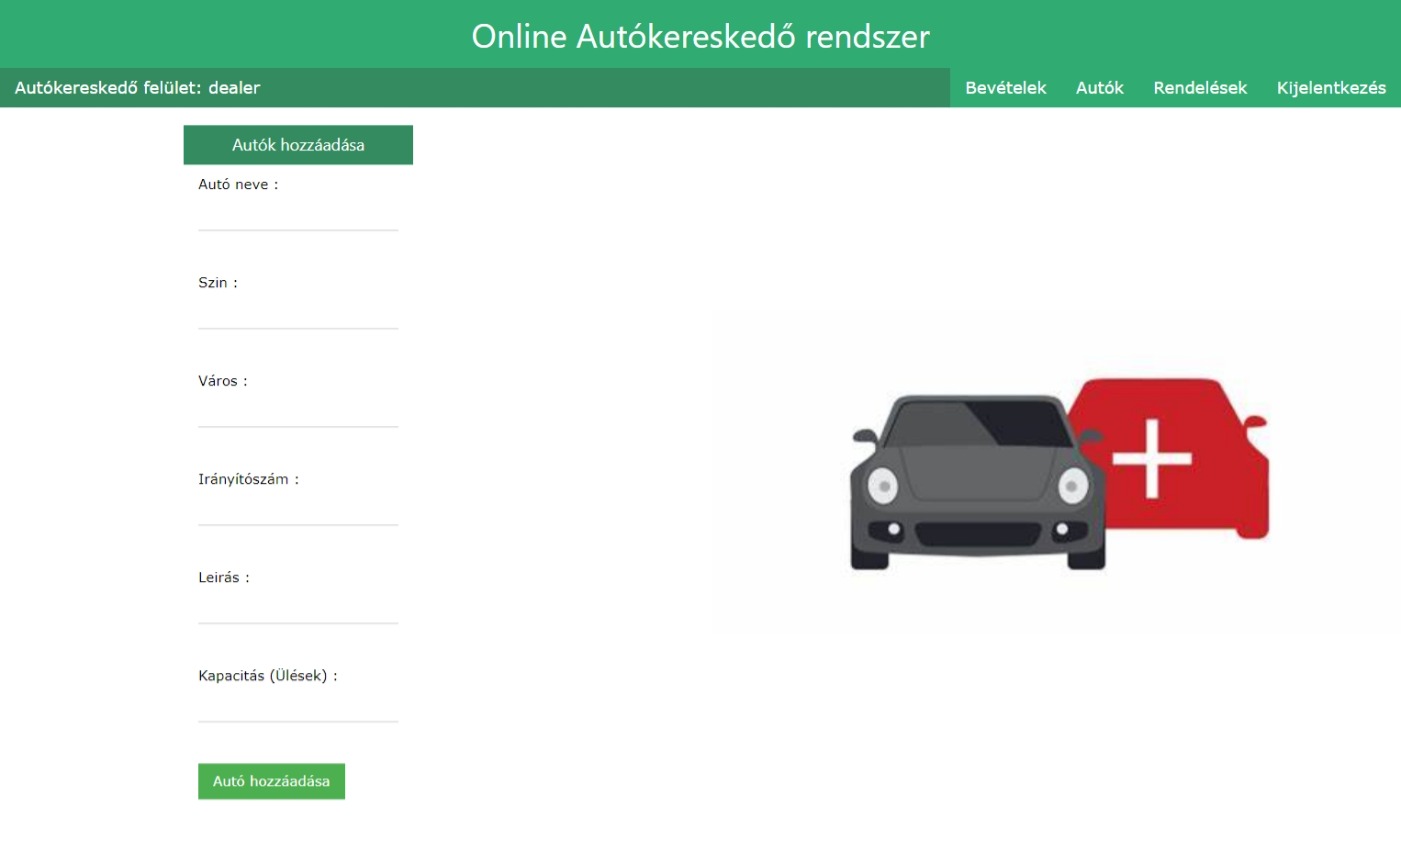 Online Autókereskedő rendszer
Autókereskedő felület: dealer
Bevételek Autók Rendelések Kijelentkezés
Autók hozzáadása
Autó neve :
Szin :
Város :
Irányítószám :
Leirás :
Kapacitás (Ülések) :
Autó hozzáadása